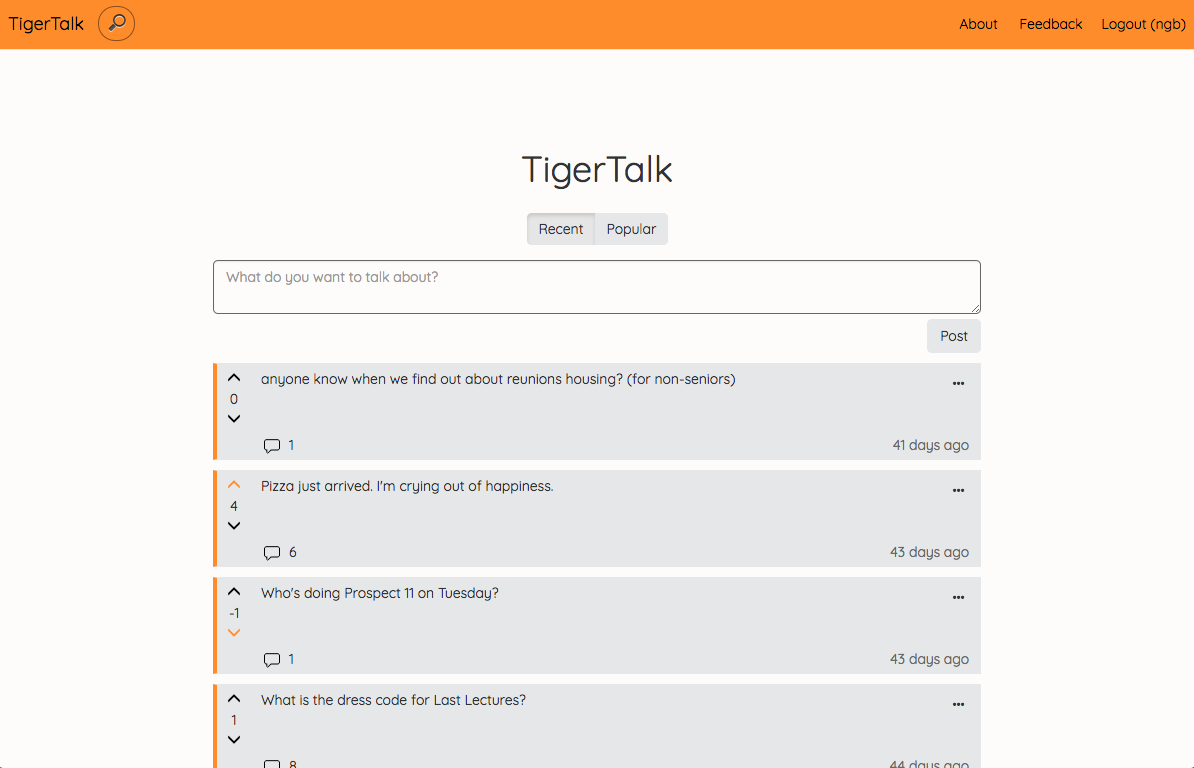 TigerTalk
About Feedback Logout (ngb)
TigerTalk
Recent Popular
What do you want to talk about?
Post
anyone know when we find out about reunions housing? (for non-seniors)
0
1 41 days ago
Pizza just arrived. I'm crying out of happiness.
4
6 43 days ago
Who's doing Prospect 11 on Tuesday?
-1
1 43 days ago
What is the dress code for Last Lectures?
1
8 44 days ago